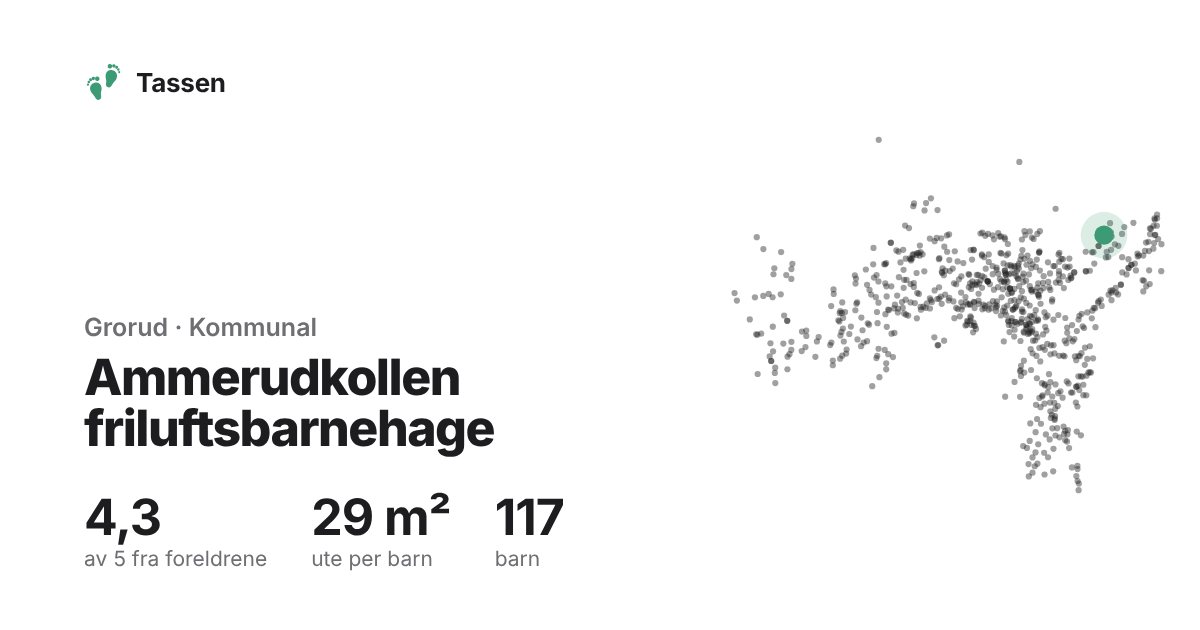 Tassen
Grorud · Kommunal
Ammerudkollen
friluftsbarnehage
4,3
av 5 fra foreldrene
29 m²
ute per barn
117
barn